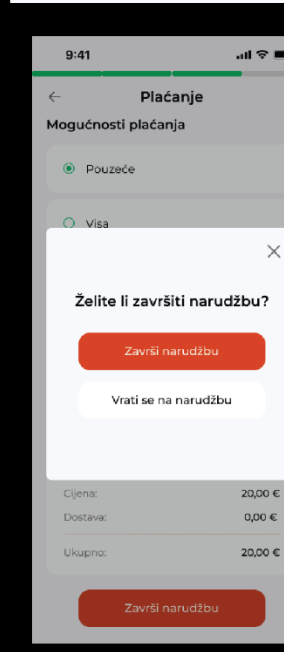 9:41
Plaćanje
Mogućnosti plaćanja
Pouzeće
Visa
Želite li završiti narudžbu?
Završi narudžbu
Vrati se na narudžbu
Cijena: 20,00 €
Dostava: 0,00 €
Ukupno: 20,00 €
Završi narudžbu